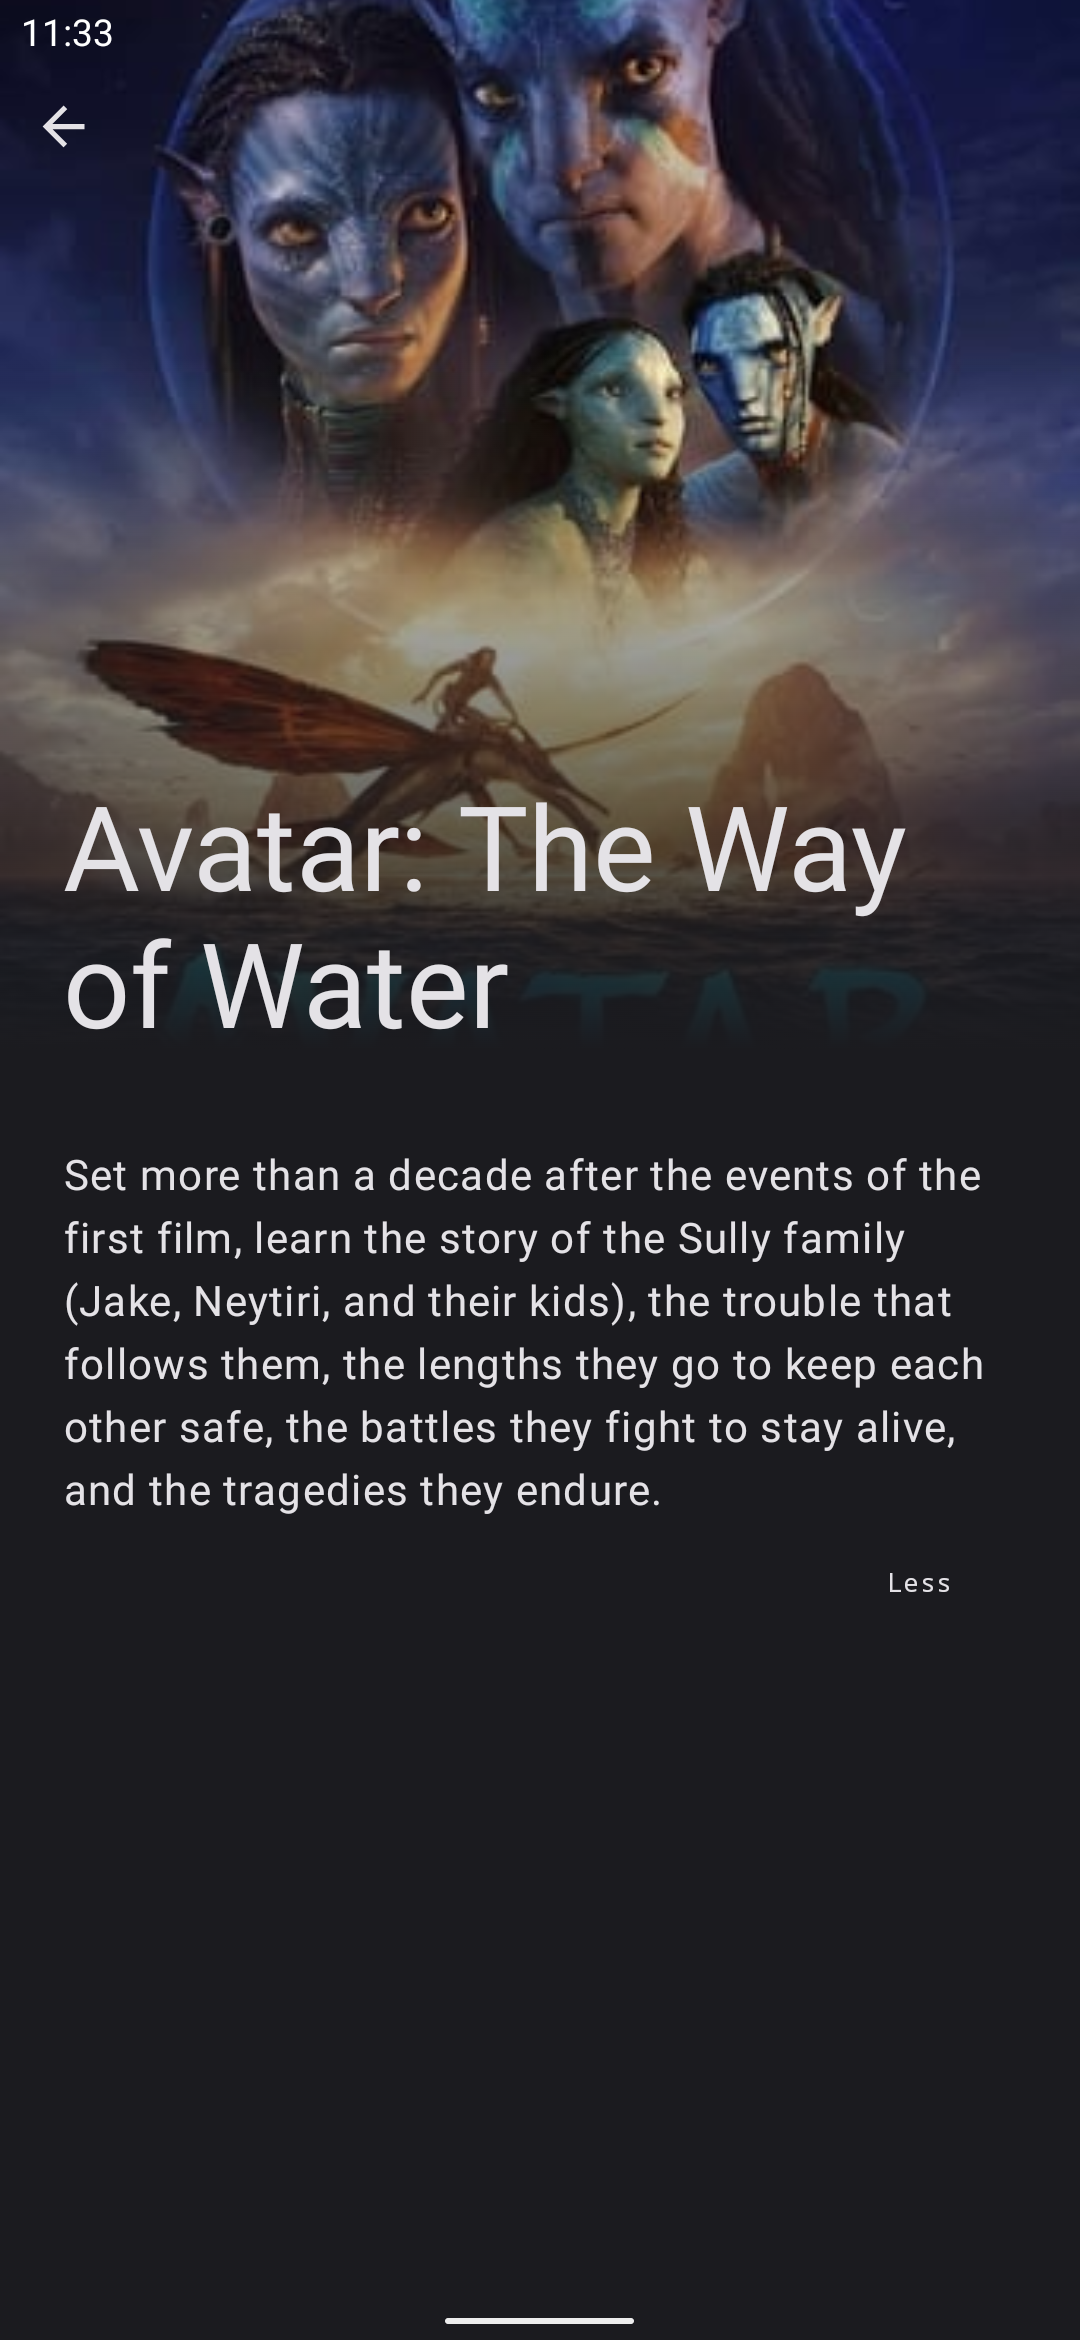 11:33
Avatar: The Way
of Water
Set more than a decade after the events of the
first film, learn the story of the Sully family
(Jake, Neytiri, and their kids), the trouble that
follows them, the lengths they go to keep each
other safe, the battles they fight to stay alive,
and the tragedies they endure.
Less